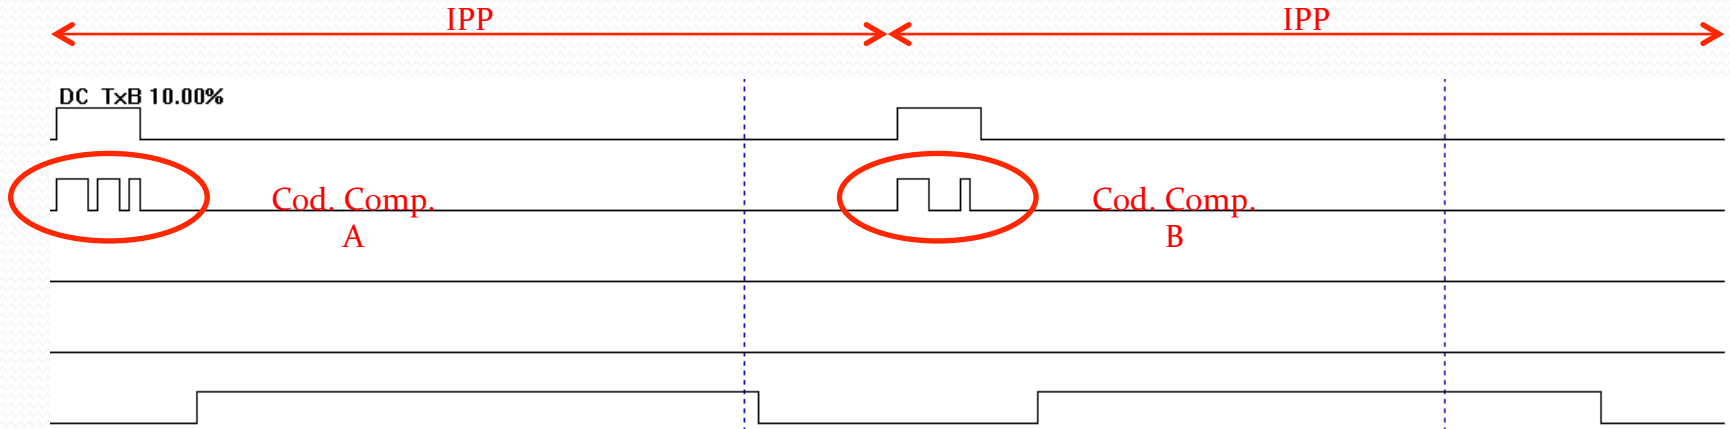 IPP
IPP
DC TxB 10.00%
Cod. Comp.
A
Cod. Comp.
B